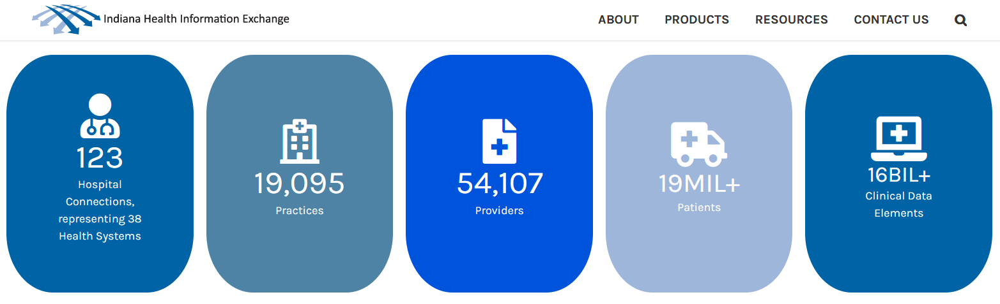 Indiana Health Information Exchange
ABOUT
PRODUCTS
RESOURCES
CONTACT US
123
Hospital
Connections,
representing 38
Health Systems
19,095
Practices
54,107
Providers
19MIL+
Patients
16BIL+
Clinical Data
Elements